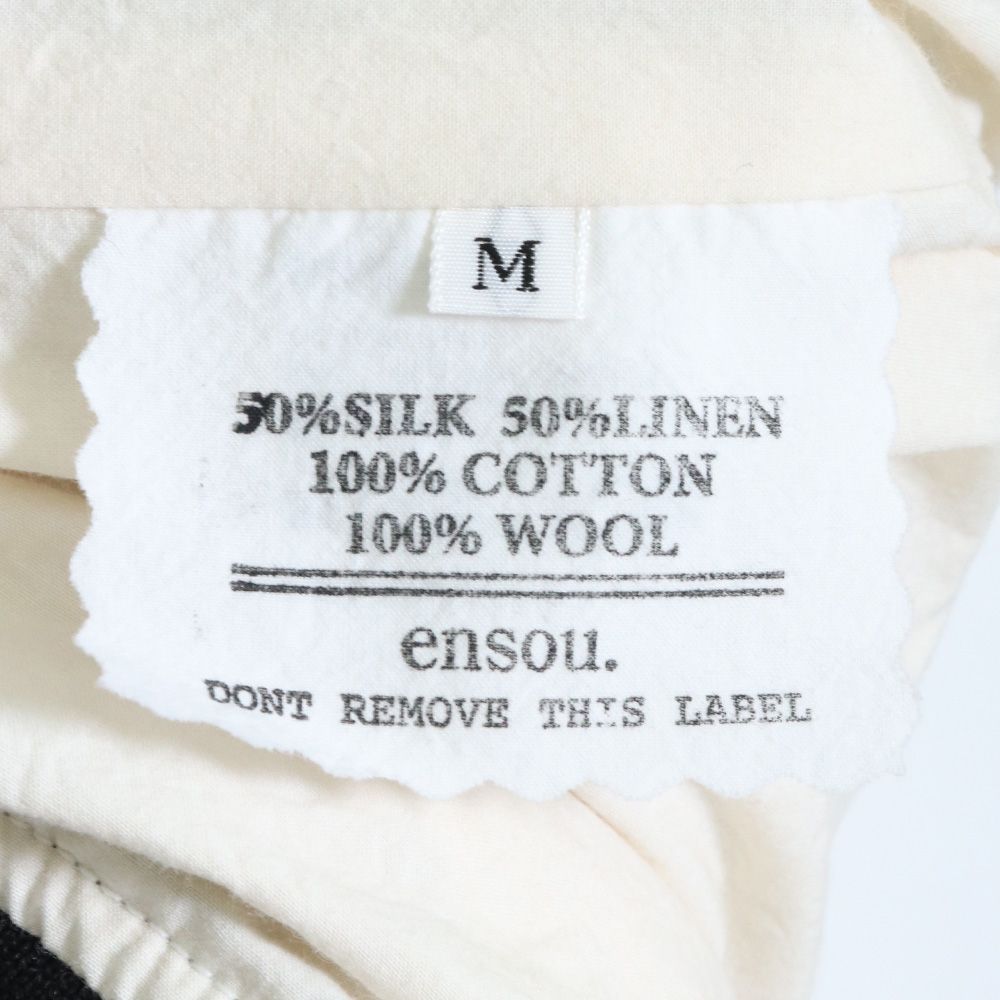 M
50%SILK 50%LINEN
100% COTTON
100% WOOL
ensou.
DONT REMOVE THIS LABEL